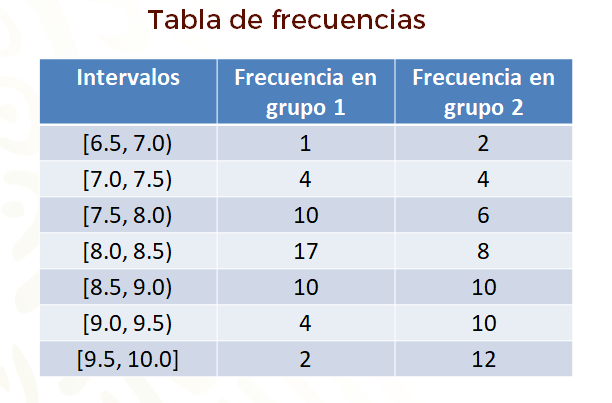 Tabla de frecuencias
Intervalos Frecuencia en grupo 1 Frecuencia en grupo 2
[6.5, 7.0) 1 2
[7.0, 7.5) 4 4
[7.5, 8.0) 10 6
[8.0, 8.5) 17 8
[8.5, 9.0) 10 10
[9.0, 9.5) 4 10
[9.5, 10.0] 2 12